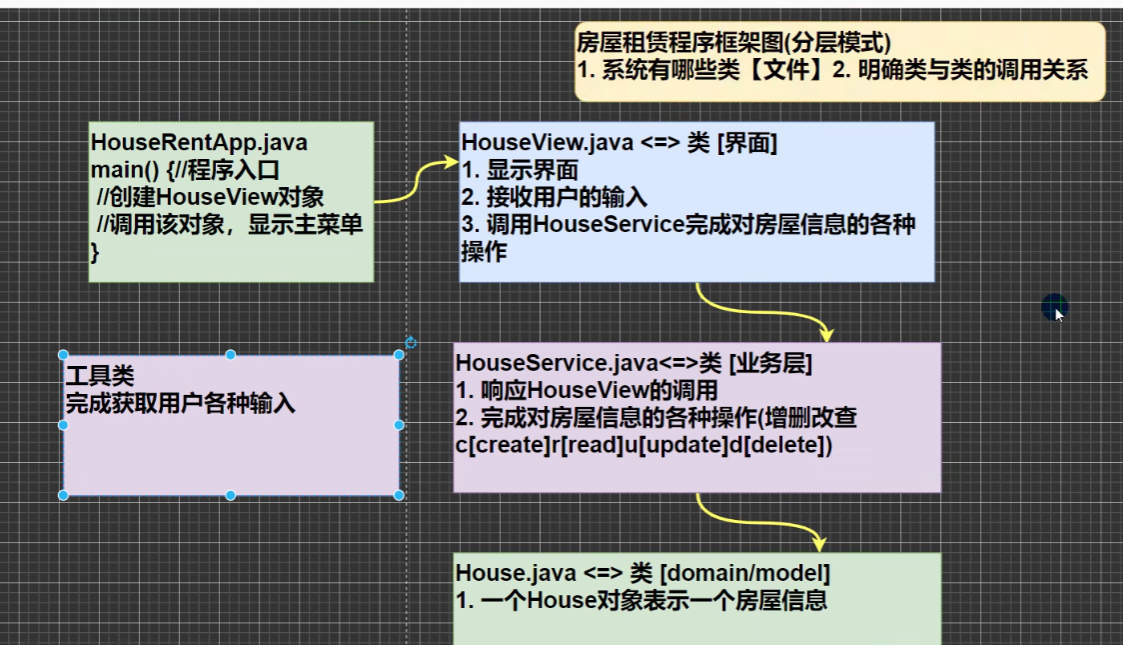 房屋租赁程序框架图(分层模式)
1. 系统有哪些类【文件】2. 明确类与类的调用关系
HouseRentApp.java
main() {//程序入口
//创建HouseView对象
//调用该对象，显示主菜单
}
HouseView.java <=> 类 [界面]
1. 显示界面
2. 接收用户的输入
3. 调用HouseService完成对房屋信息的各种
操作
工具类
完成获取用户各种输入
HouseService.java<=>类 [业务层]
1. 响应HouseView的调用
2. 完成对房屋信息的各种操作(增删改查
c[create]r[read]u[update]d[delete])
House.java <=> 类 [domain/model]
1. 一个House对象表示一个房屋信息